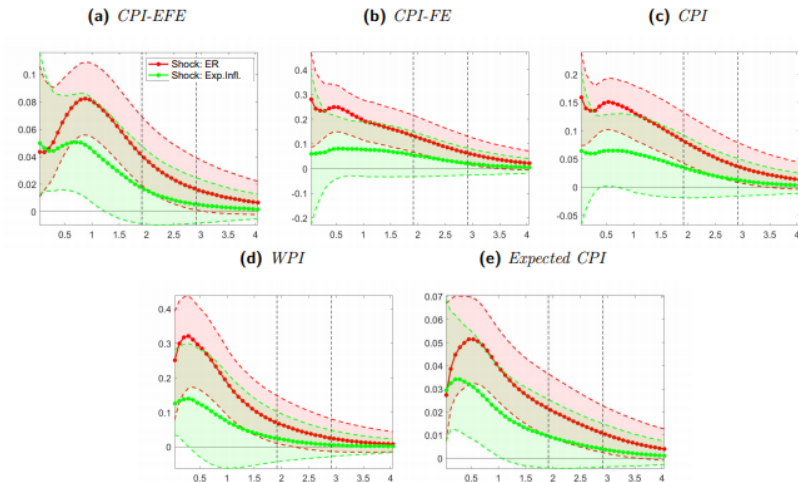 (a) CPI-EFE
(b) CPI-FE
(c) CPI
Shock: ER
Shock: Exp.Infl.
0.1
0.08
0.06
0.04
0.02
0
0.5 1 1.5 2 2.5 3 3.5 4
0.4
0.3
0.2
0.1
0
-0.1
-0.2
0.5 1 1.5 2 2.5 3 3.5 4
0.2
0.15
0.1
0.05
0
-0.05
0.5 1 1.5 2 2.5 3 3.5 4
(d) WPI
(e) Expected CPI
0.4
0.3
0.2
0.1
0
0.5 1 1.5 2 2.5 3 3.5 4
0.07
0.06
0.05
0.04
0.03
0.02
0.01
0
0.5 1 1.5 2 2.5 3 3.5 4